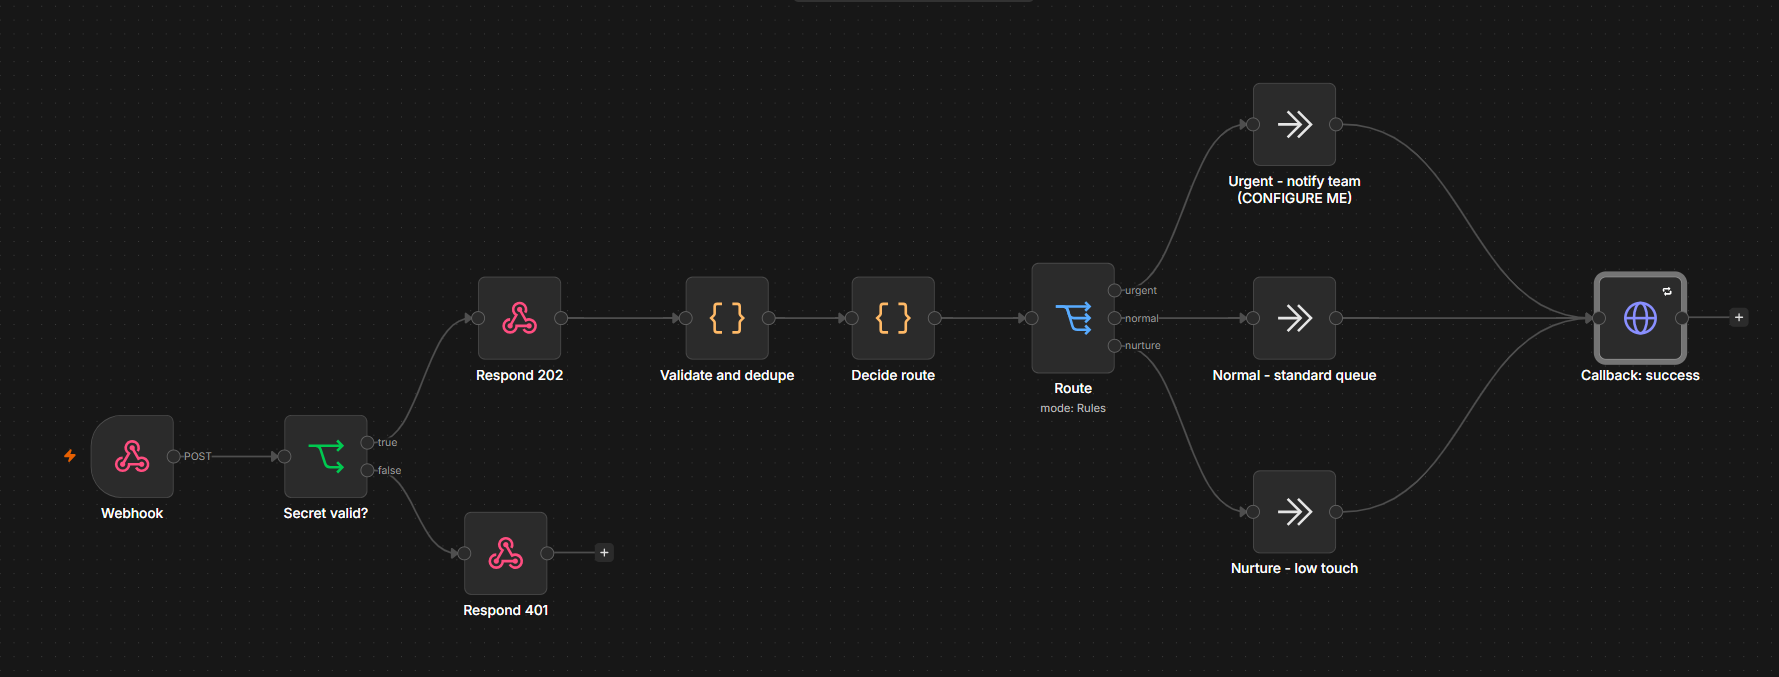 Urgent - notify team
(CONFIGURE ME)
urgent
normal
nurture
Respond 202
Validate and dedupe
Decide route
Route
mode: Rules
Normal - standard queue
Callback: success
POST
true
false
Webhook
Secret valid?
Nurture - low touch
Respond 401